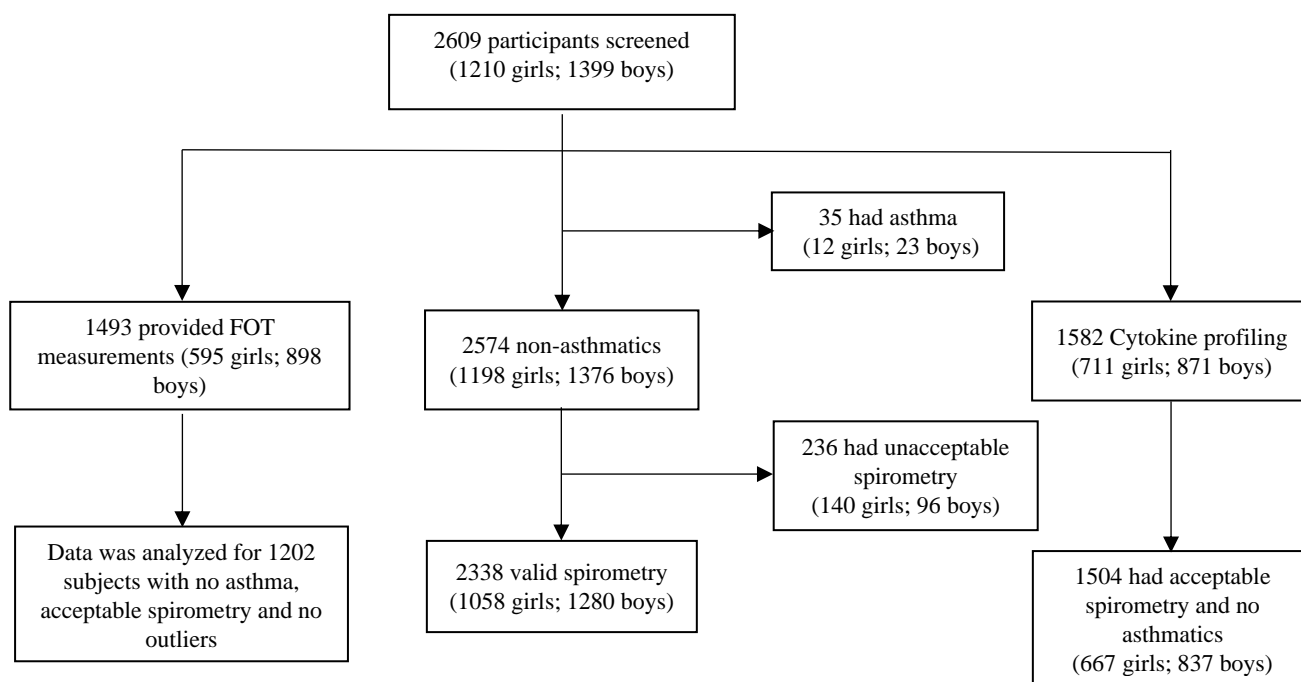 2609 participants screened
(1210 girls; 1399 boys)
35 had asthma
(12 girls; 23 boys)
1493 provided FOT
measurements (595 girls; 898
boys)
2574 non-asthmatics
(1198 girls; 1376 boys)
1582 Cytokine profiling
(711 girls; 871 boys)
236 had unacceptable
spirometry
(140 girls; 96 boys)
Data was analyzed for 1202
subjects with no asthma,
acceptable spirometry and no
outliers
2338 valid spirometry
(1058 girls; 1280 boys)
1504 had acceptable
spirometry and no
asthmatics
(667 girls; 837 boys)